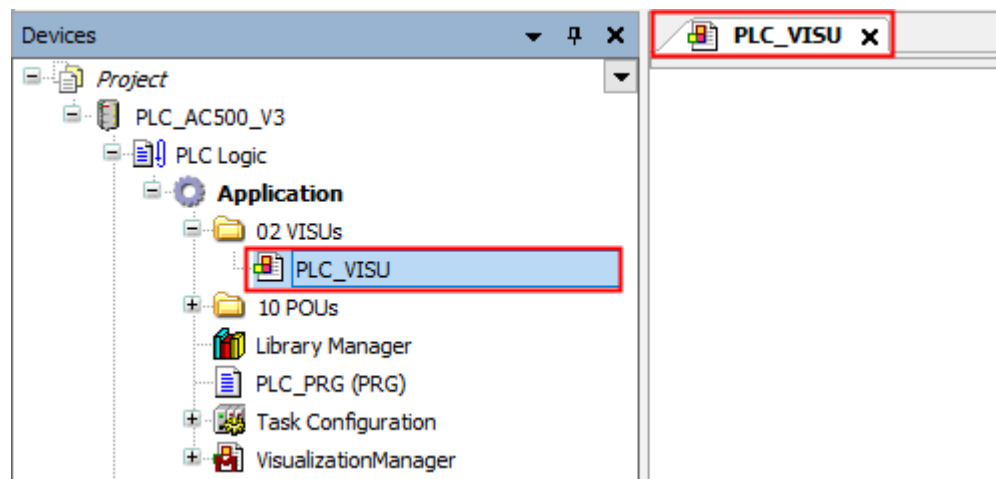 Devices
PLC_VISU
Project
PLC_AC500_V3
PLC Logic
Application
02 VISUs
PLC_VISU
10 POUs
Library Manager
PLC_PRG (PRG)
Task Configuration
VisualizationManager